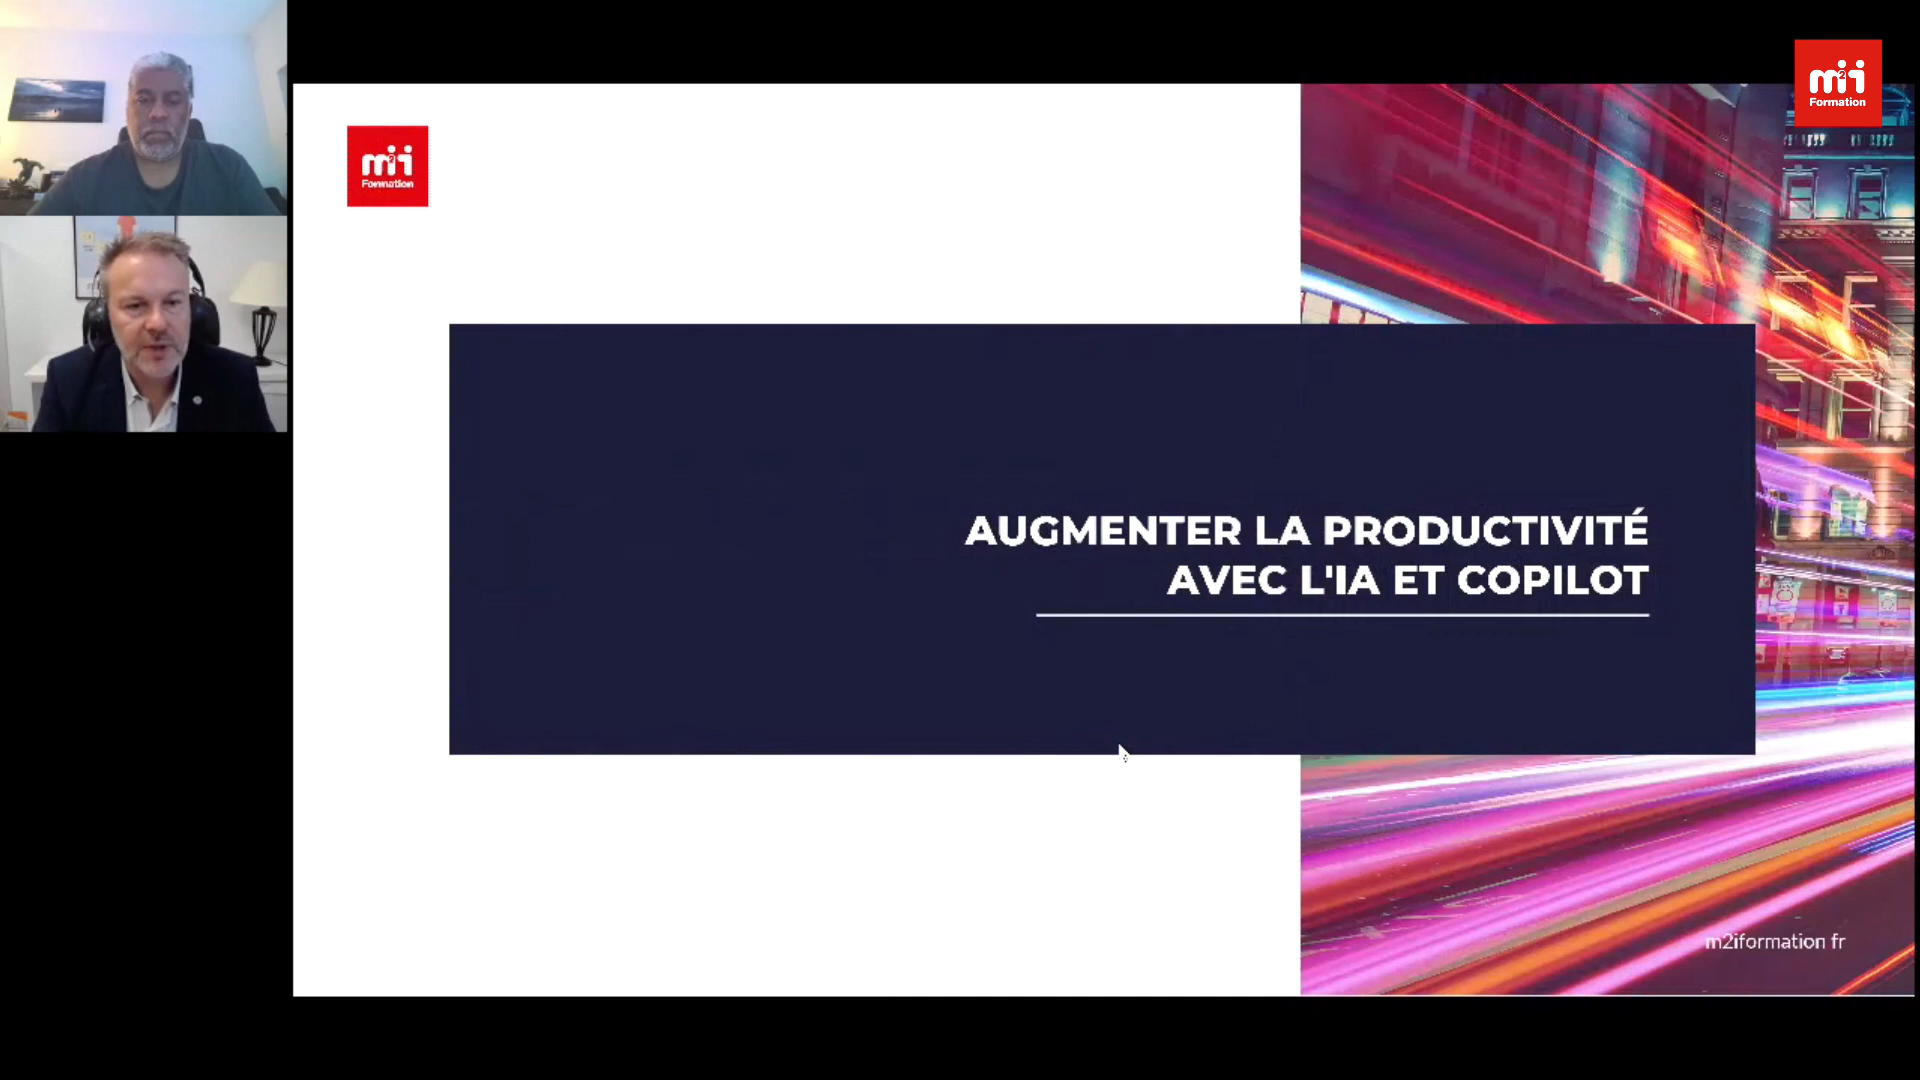 m2i
Formation
m2i
Formation
AUGMENTER LA PRODUCTIVITÉ
AVEC L'IA ET COPILOT
m2iformation fr